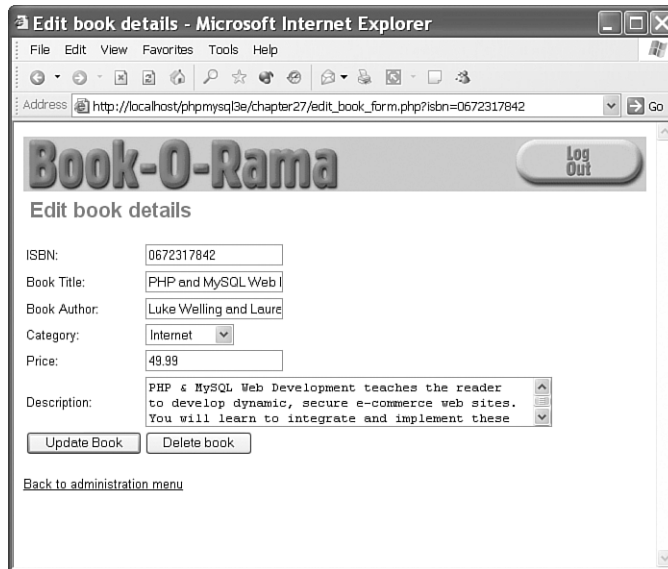 Edit book details - Microsoft Internet Explorer
File Edit View Favorites Tools Help
Address http://localhost/phpmysql3e/chapter27/edit_book_form.php?isbn=0672317842 Go
Book-O-Rama
Log
Out
Edit book details
ISBN: 0672317842
Book Title: PHP and MySQL Web
Book Author: Luke Welling and Laure
Category: Internet
Price: 49.99
Description: PHP & MySQL Web Development teaches the reader
to develop dynamic, secure e-commerce web sites.
You will learn to integrate and implement these
Update Book Delete book
Back to administration menu